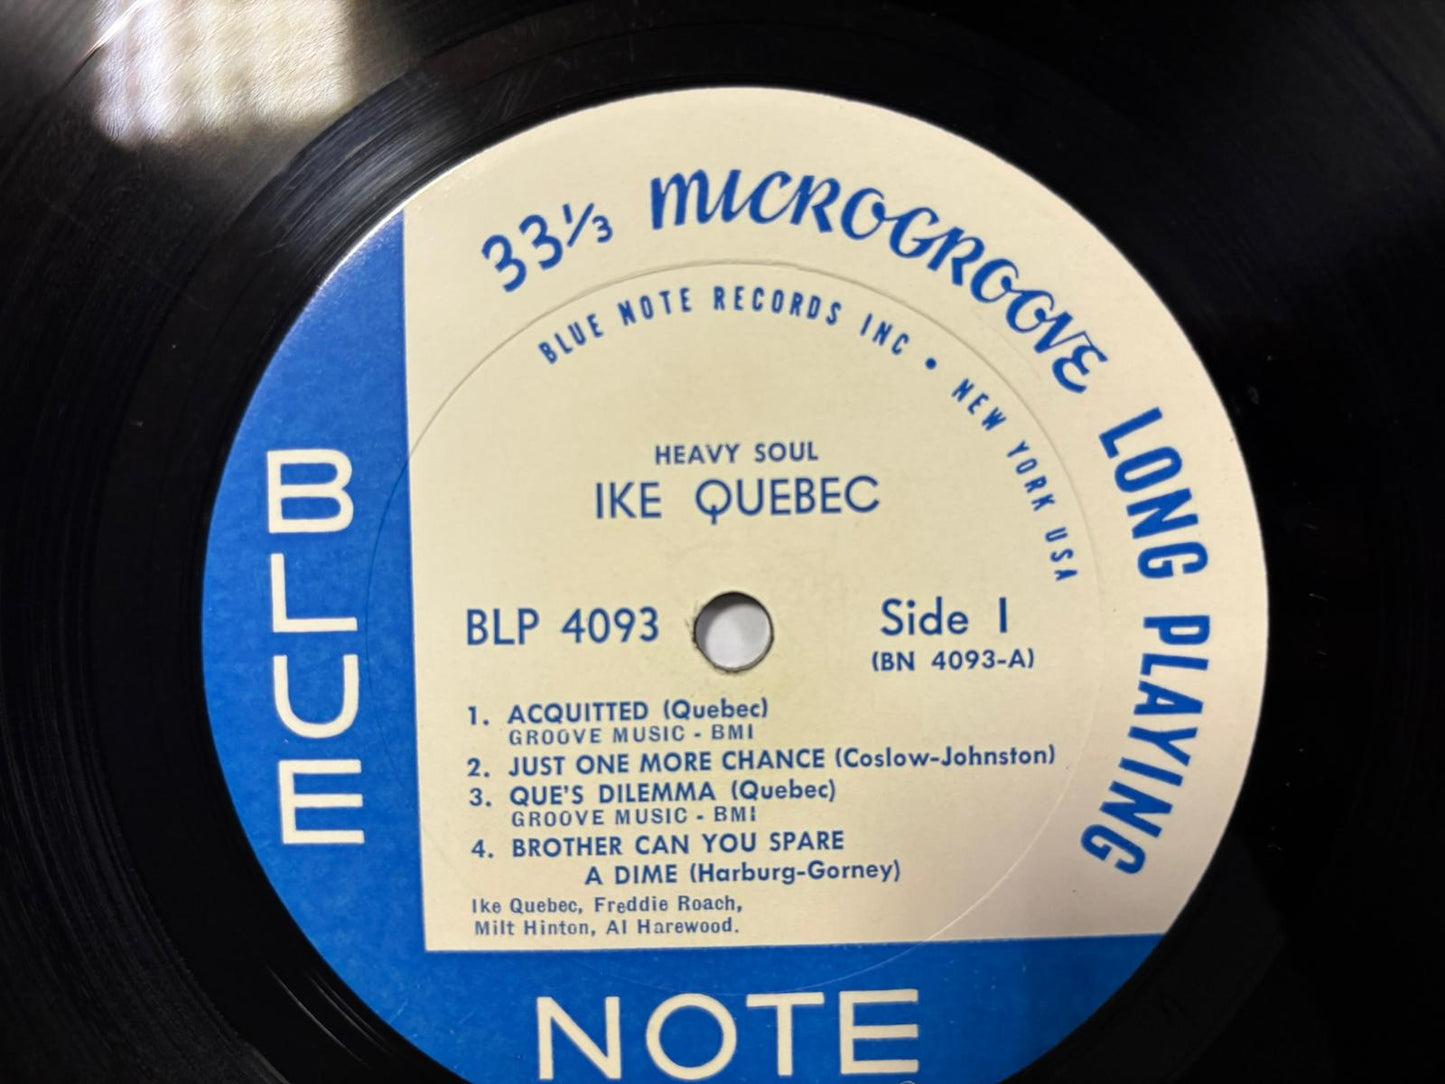 33⅓ MICROGROOVE LONG PLAYING
BLUE NOTE RECORDS INC • NEW YORK USA
HEAVY SOUL
IKE QUEBEC
BLP 4093
Side 1
(BN 4093-A)
1. ACQUITTED (Quebec)
GROOVE MUSIC - BMI
2. JUST ONE MORE CHANCE (Coslow-Johnston)
3. QUE'S DILEMMA (Quebec)
GROOVE MUSIC - BMI
4. BROTHER CAN YOU SPARE
A DIME (Harburg-Gorney)
Ike Quebec, Freddie Roach,
Milt Hinton, Al Harewood.
BLUE
NOTE